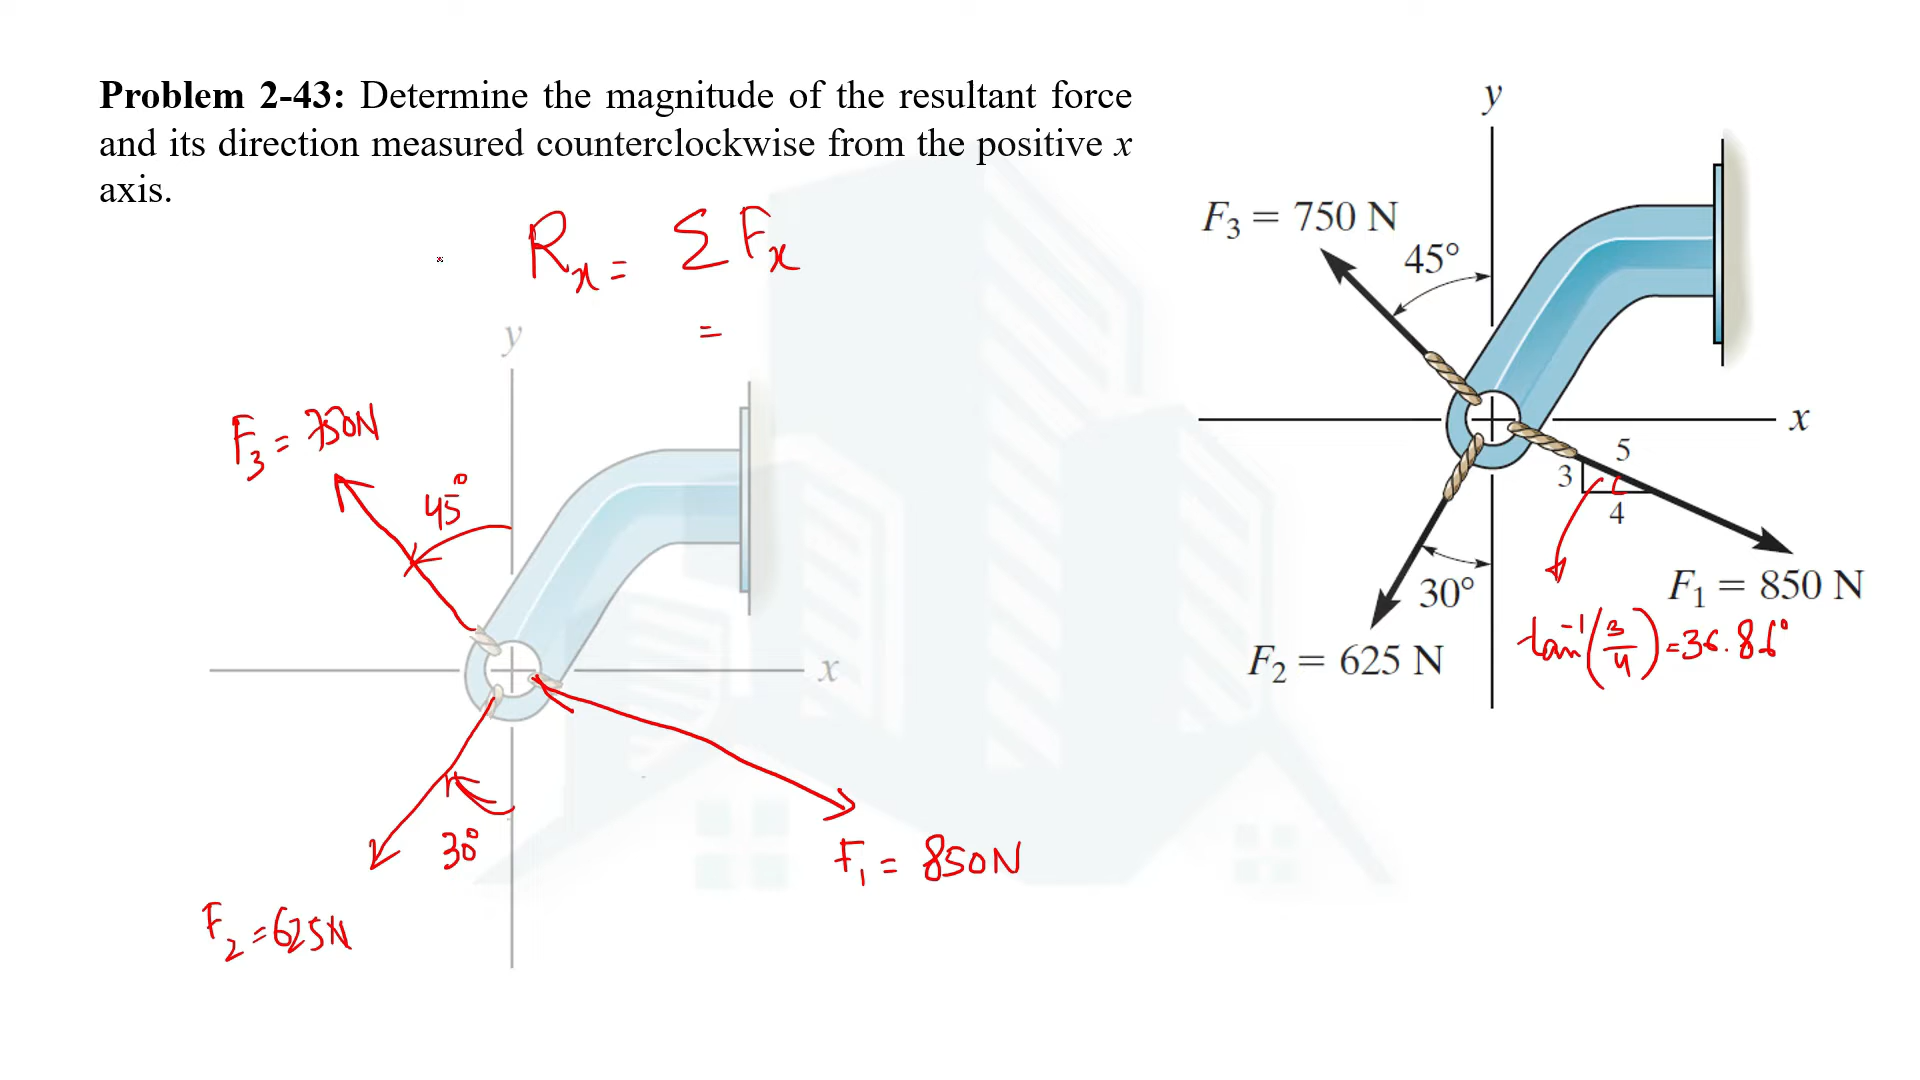 Problem 2-43: Determine the magnitude of the resultant force
and its direction measured counterclockwise from the positive x
axis.
Rx = Σ Fx
=
y
F3 = 750N
45°
x
30°
F1 = 850N
F2 = 625N
y
F3 = 750 N
45°
x
5
3
4
30°
F1 = 850 N
F2 = 625 N
tan⁻¹(3/4) = 36.86°